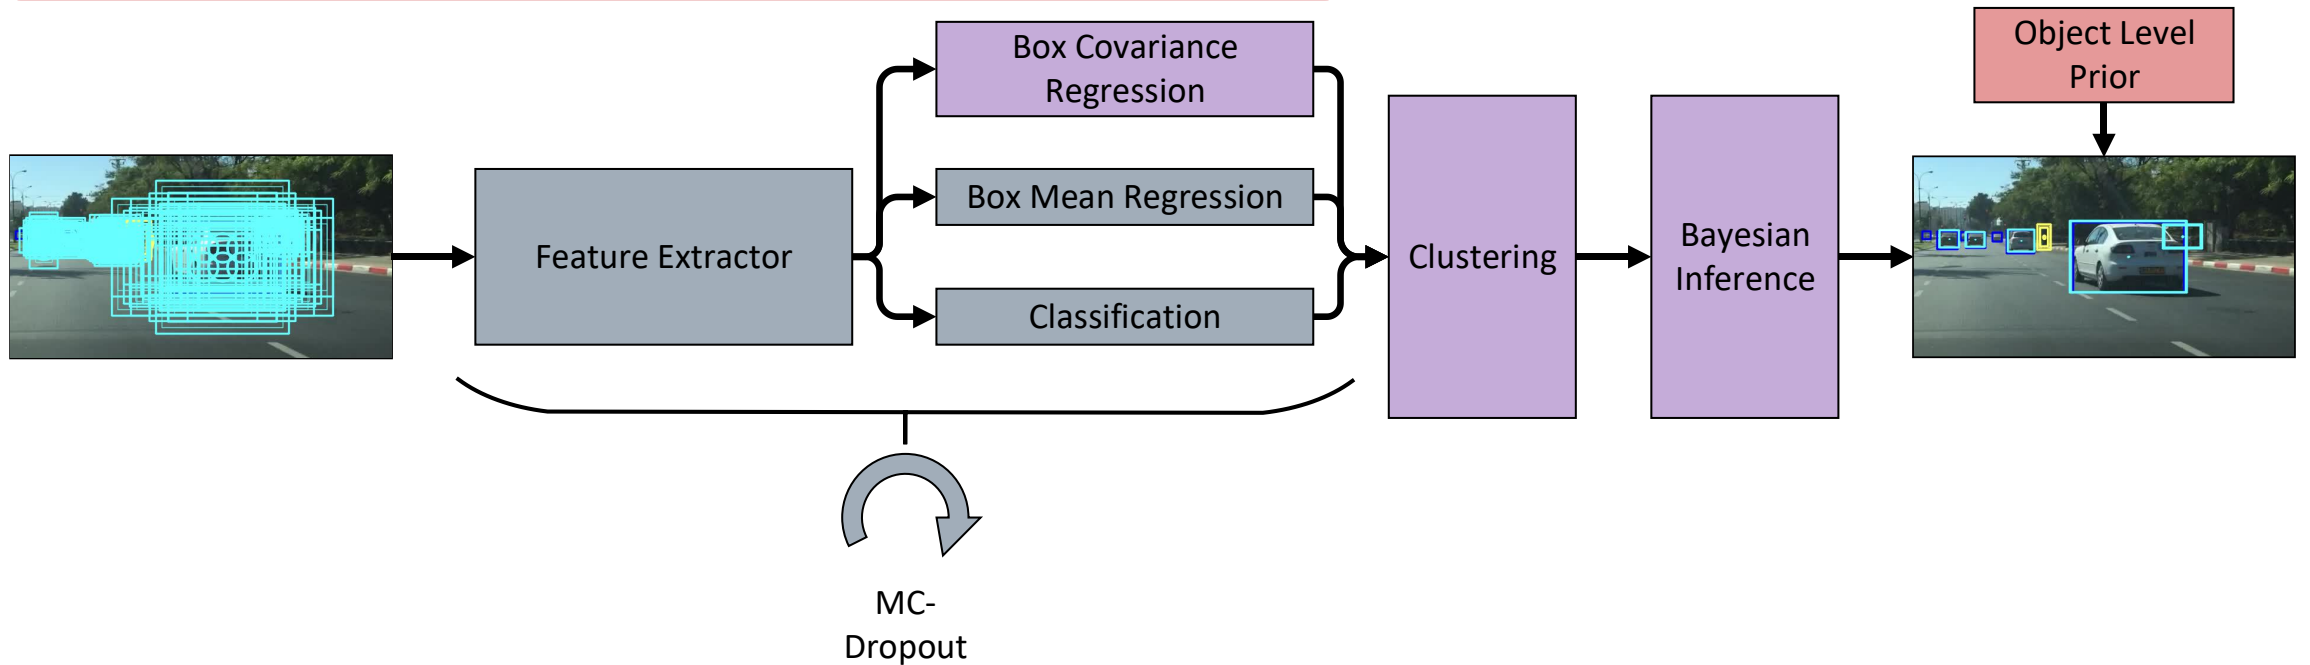 Box Covariance
Regression
Object Level
Prior
Box Mean Regression
Feature Extractor
Classification
Clustering
Bayesian
Inference
MC-
Dropout